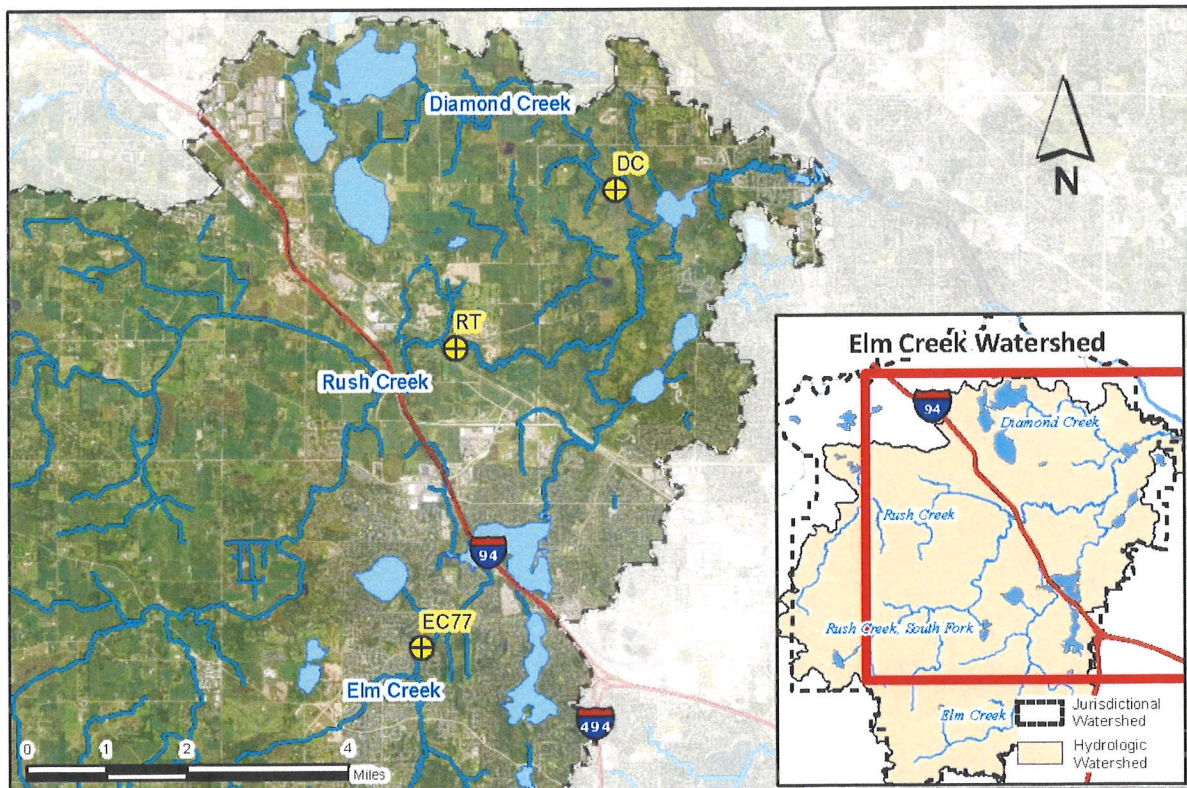 Diamond Creek
DC
N
RT
Rush Creek
94
EC77
Elm Creek
494
0 1 2 4
Miles
Elm Creek Watershed
94
Diamond Creek
Rush Creek
Rush Creek, South Fork
Elm Creek
Jurisdictional
Watershed
Hydrologic
Watershed